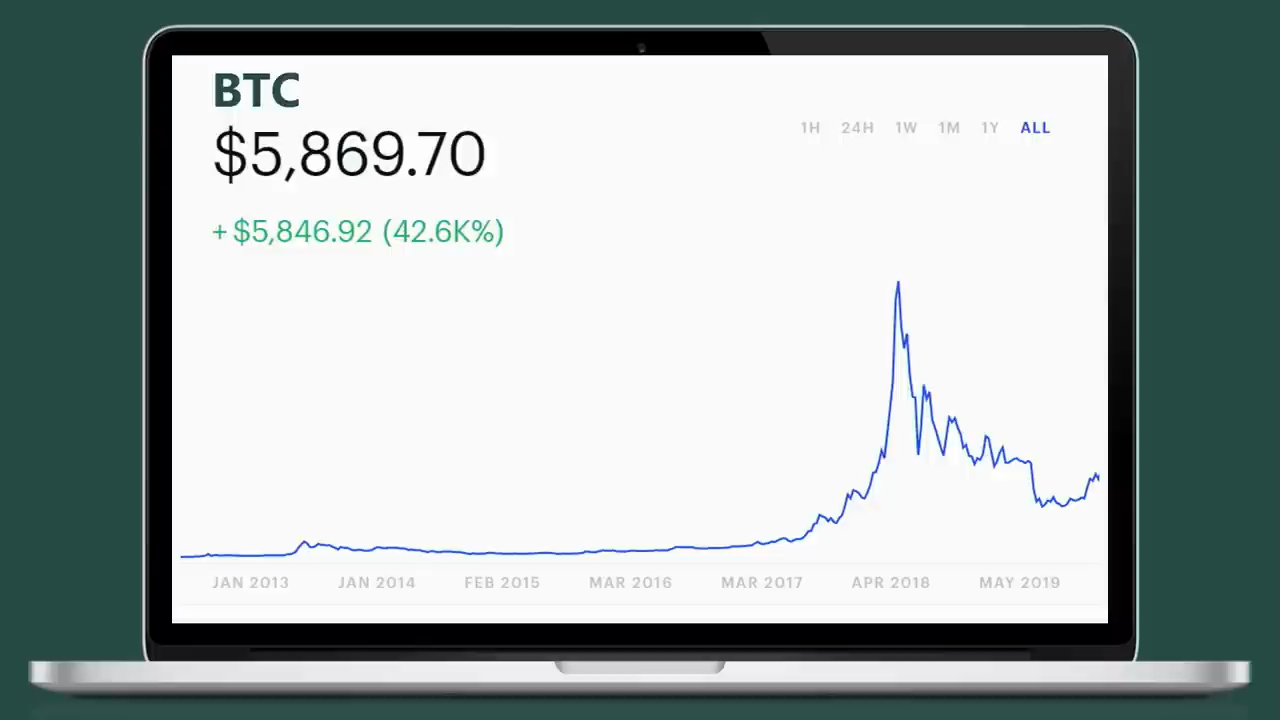 BTC
$5,869.70
1H 24H 1W 1M 1Y ALL
+$5,846.92 (42.6K%)
JAN 2013 JAN 2014 FEB 2015 MAR 2016 MAR 2017 APR 2018 MAY 2019